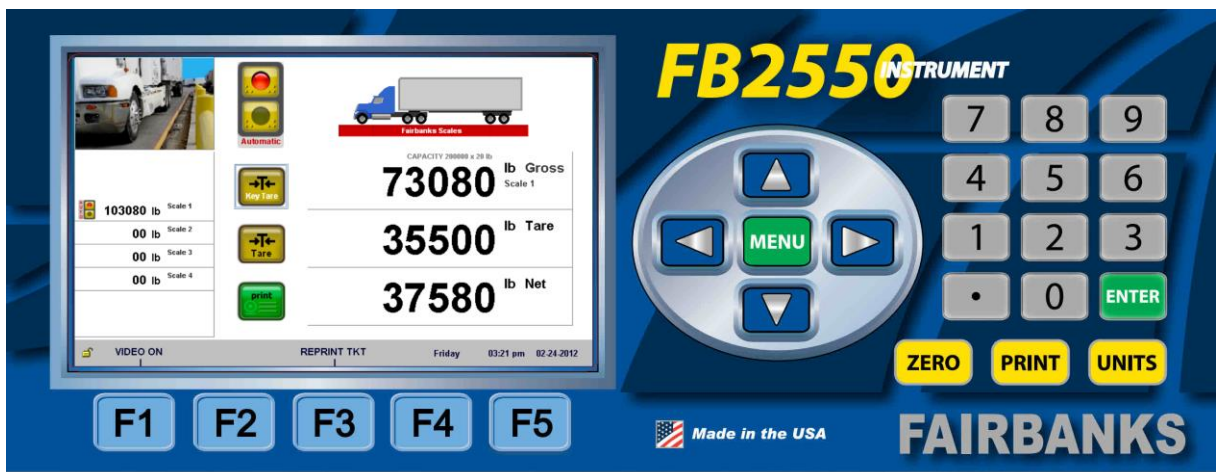 Automatic
Fairbanks Scales
CAPACITY 200000 x 20 lb
73080 lb Gross
Scale 1
Key Tare
103080 lb Scale 1
00 lb Scale 2
00 lb Scale 3
00 lb Scale 4
Tare
35500 lb Tare
print
37580 lb Net
VIDEO ON REPRINT TKT Friday 03:21 pm 02-24-2012
F1 F2 F3 F4 F5
FB2550 INSTRUMENT
MENU
7 8 9
4 5 6
1 2 3
. 0 ENTER
ZERO PRINT UNITS
Made in the USA
FAIRBANKS